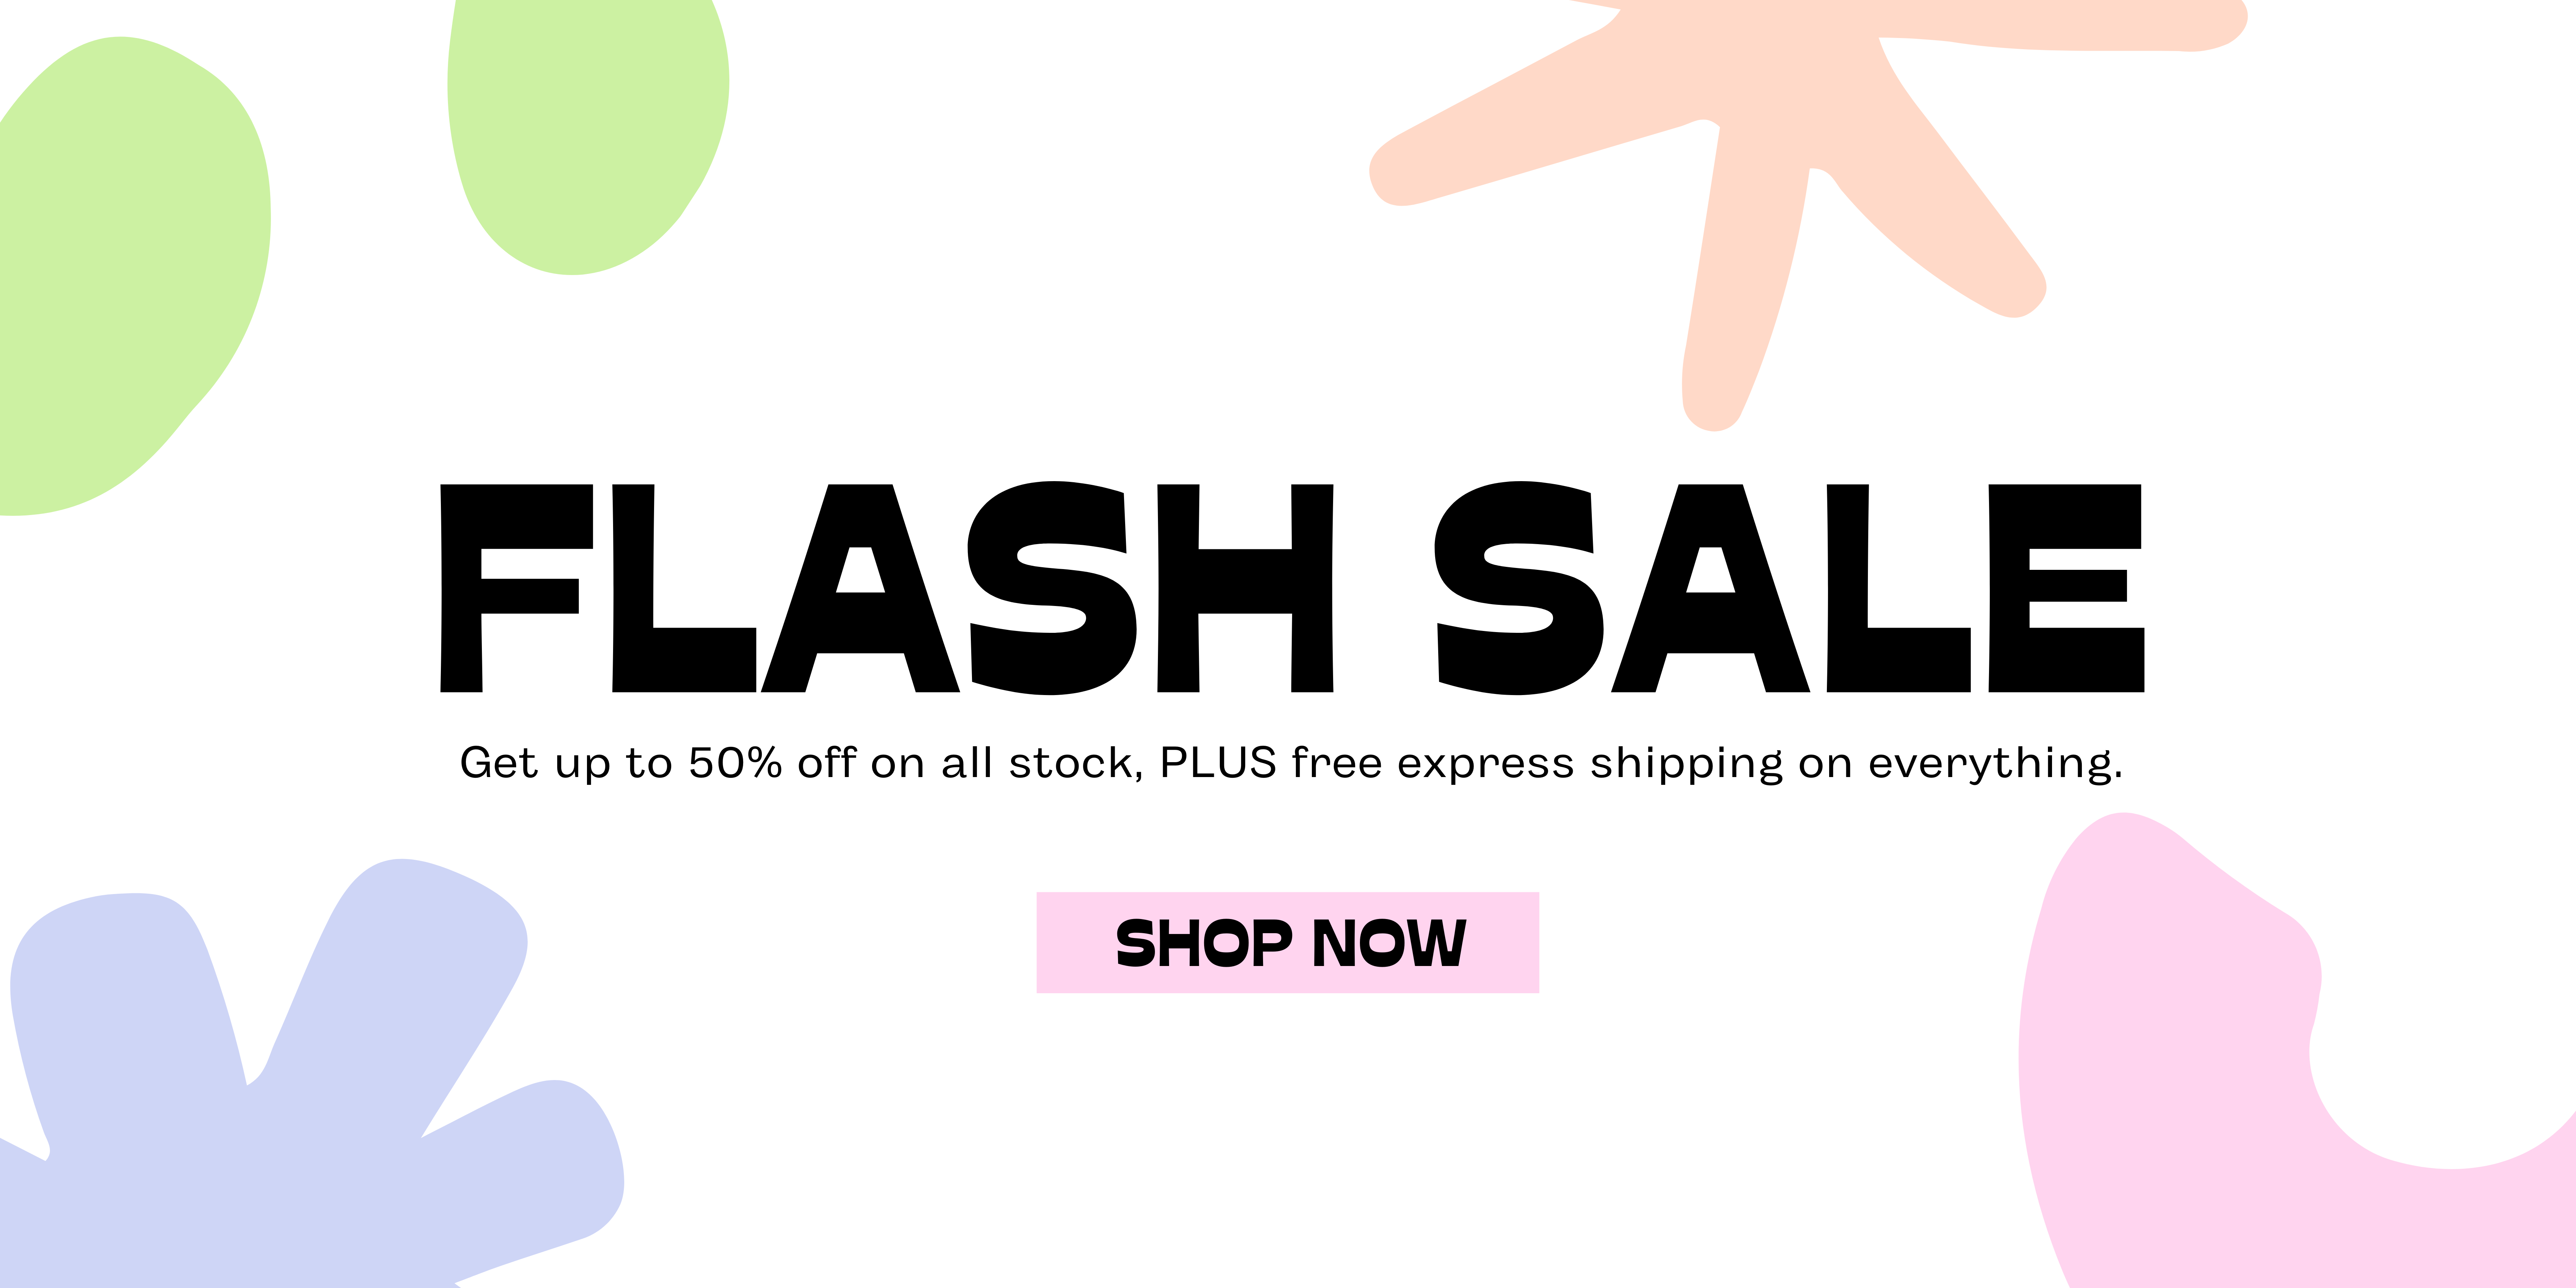 FLASH SALE
Get up to 50% off on all stock, PLUS free express shipping on everything.
SHOP NOW